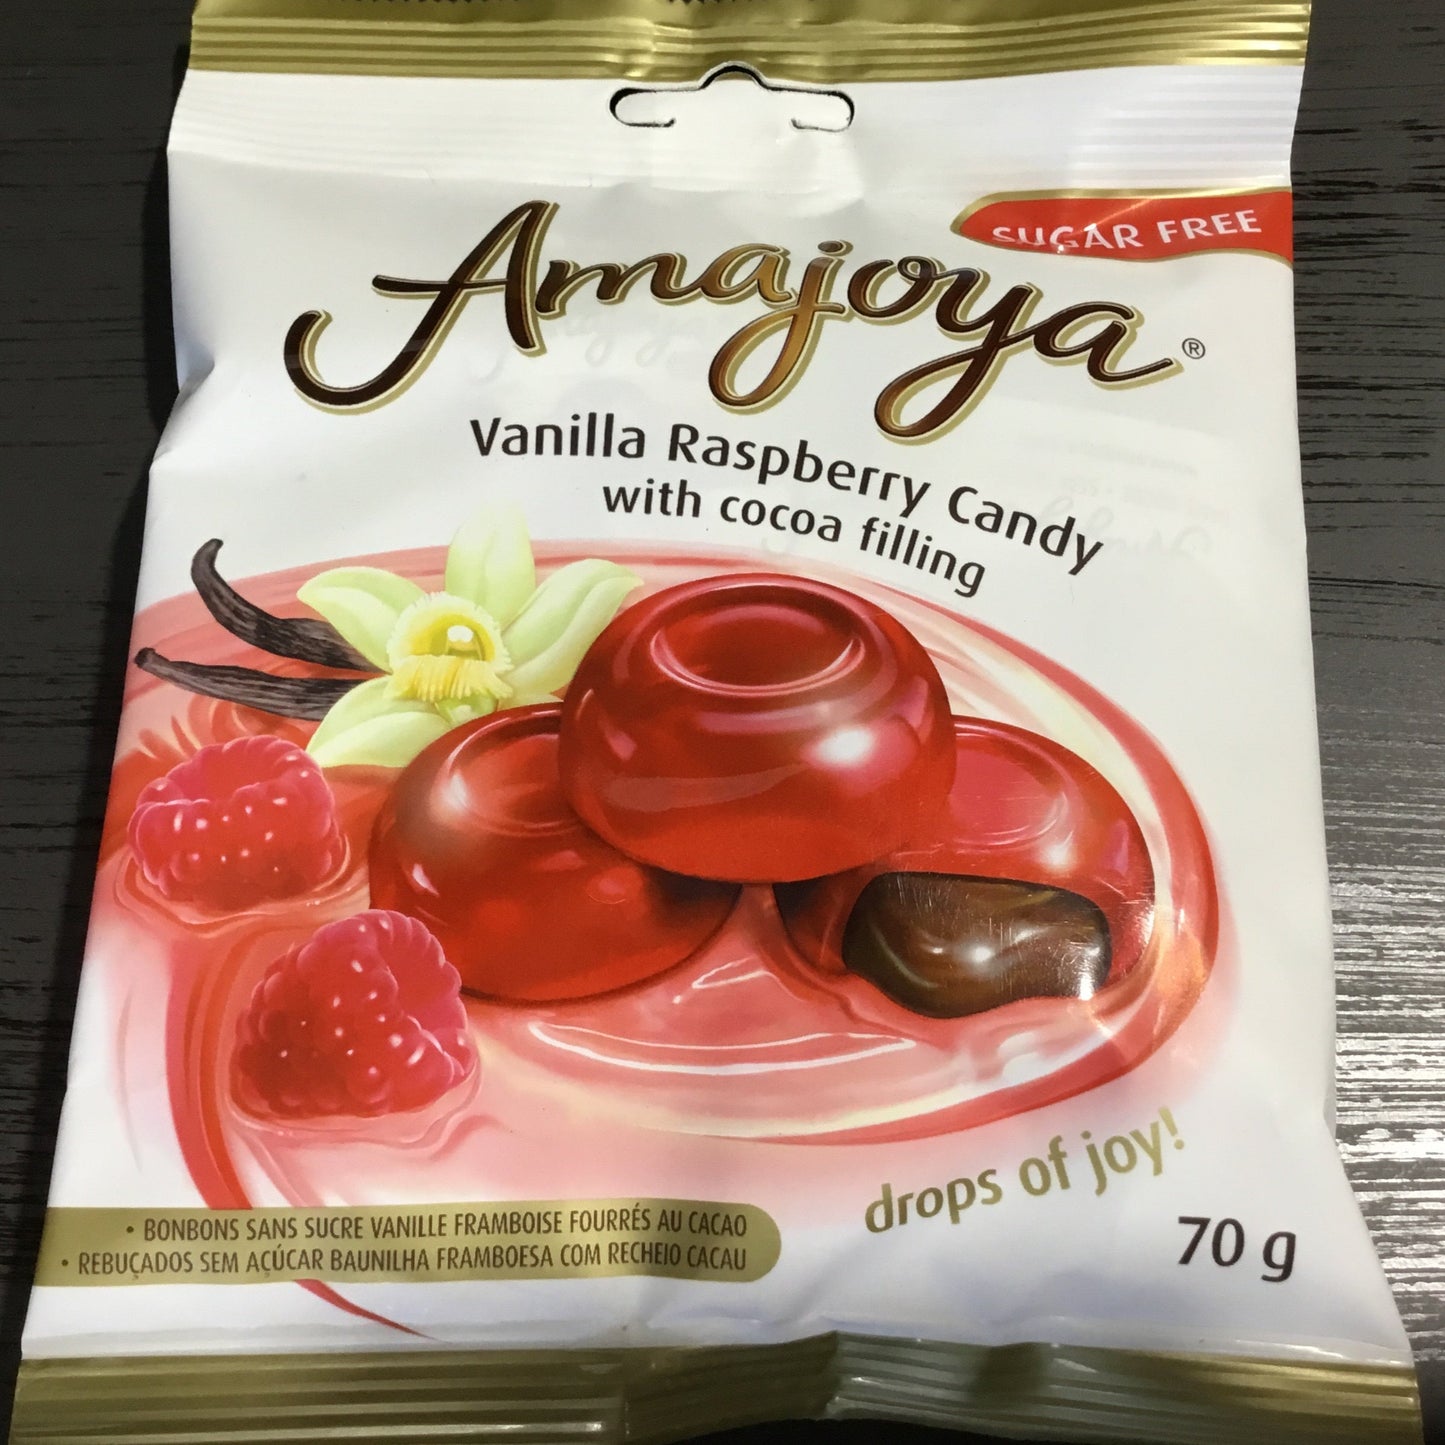 SUGAR FREE
Amajoya®
Vanilla Raspberry Candy
with cocoa filling
drops of joy!
• BONBONS SANS SUCRE VANILLE FRAMBOISE FOURRÉS AU CACAO
• REBUÇADOS SEM AÇÚCAR BAUNILHA FRAMBOESA COM RECHEIO CACAU
70 g